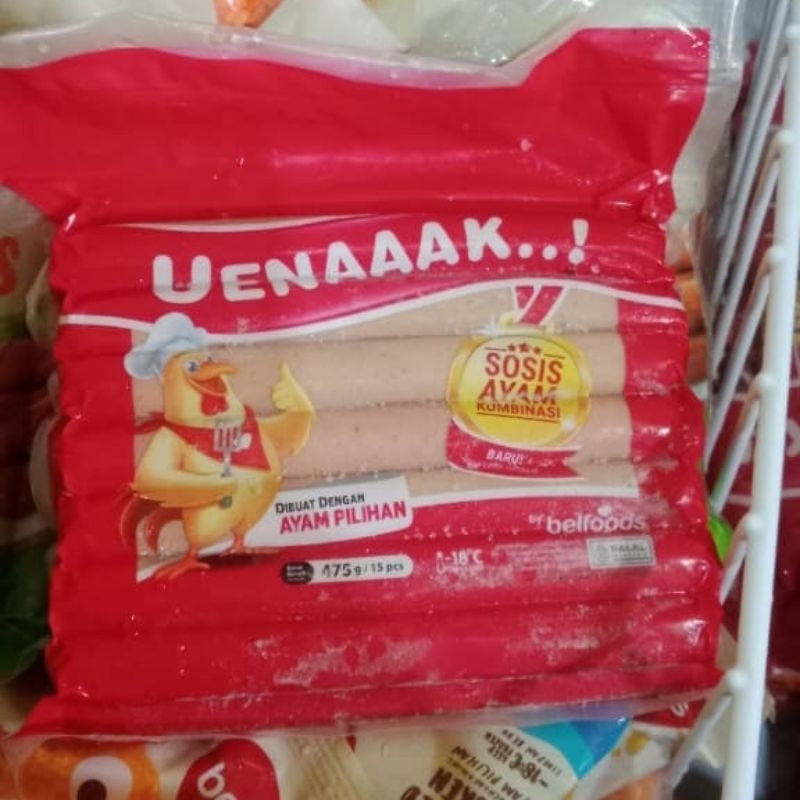 UENAAAK..!
SOSIS
AYAM
KOMBINASI
BARU!
DIBUAT DENGAN
AYAM PILIHAN
by belfoods
475 g / 15 pcs
-18°C
HALAL